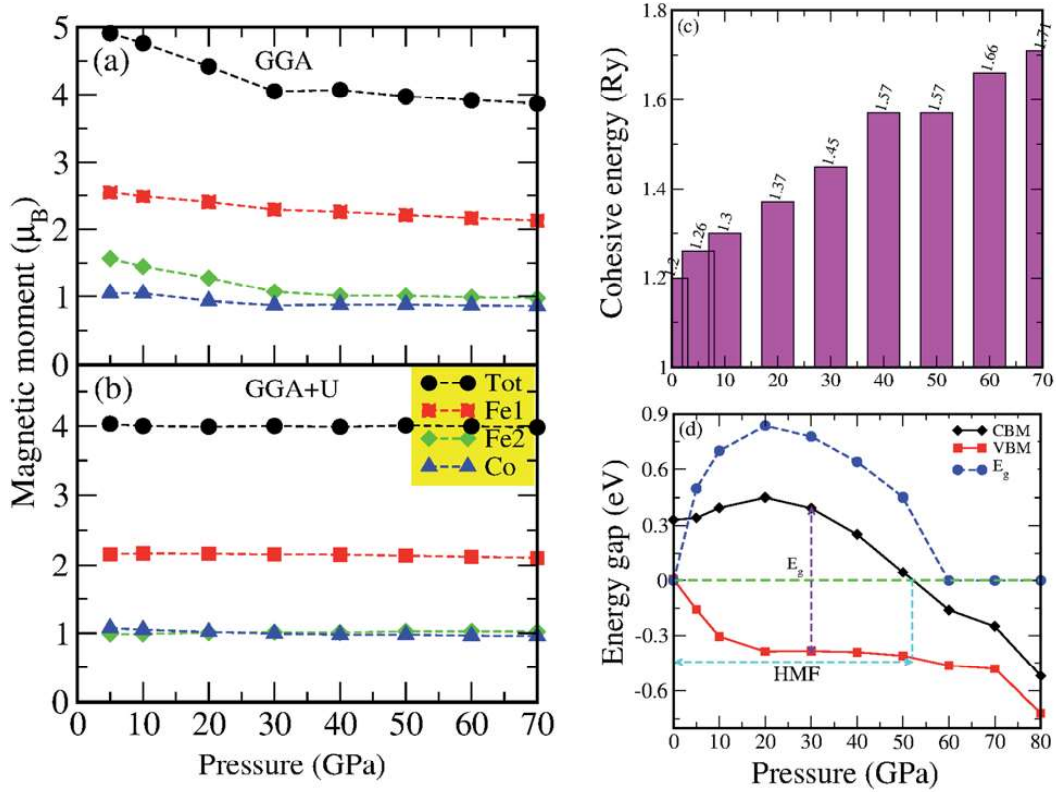 (a)
GGA
5
4
3
2
1
0
(b)
GGA+U
Tot
Fe1
Fe2
Co
5
4
3
2
1
0
0 10 20 30 40 50 60 70
Magnetic moment (μB)
Pressure (GPa)
(c)
1.8
1.6
1.4
1.2
1
Cohesive energy (Ry)
1.2
1.26
1.3
1.37
1.45
1.57
1.57
1.66
1.71
0 10 20 30 40 50 60 70
(d)
CBM
VBM
Eg
0.9
0.6
0.3
0
-0.3
-0.6
Energy gap (eV)
Eg
HMF
0 10 20 30 40 50 60 70 80
Pressure (GPa)